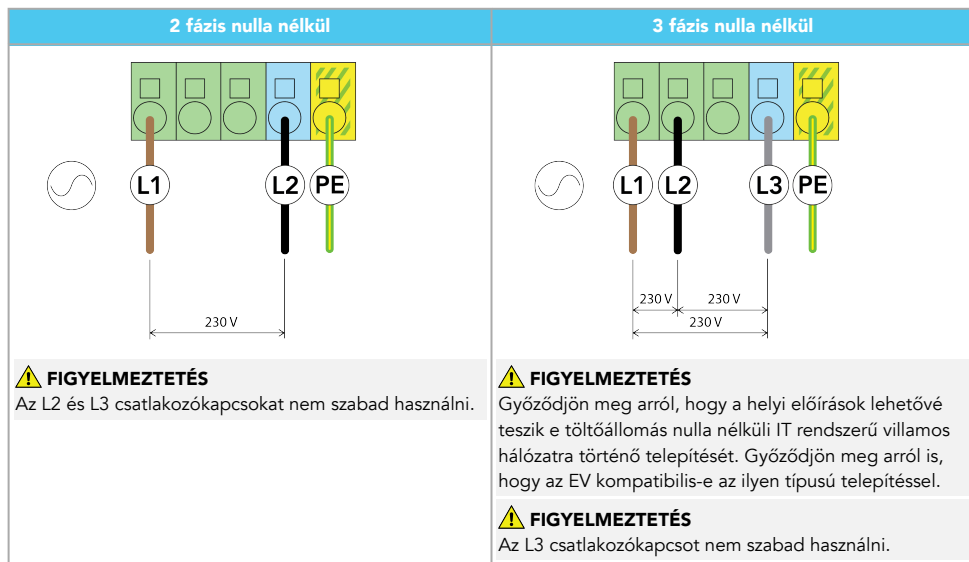 2 fázis nulla nélkül
L1
L2
PE
230 V
FIGYELMEZTETÉS
Az L2 és L3 csatlakozókapcsokat nem szabad használni.
3 fázis nulla nélkül
L1
L2
L3
PE
230 V
230 V
230 V
FIGYELMEZTETÉS
Győződjön meg arról, hogy a helyi előírások lehetővé
teszik e töltőállomás nulla nélküli IT rendszerű villamos
hálózatra történő telepítését. Győződjön meg arról is,
hogy az EV kompatibilis-e az ilyen típusú telepítéssel.
FIGYELMEZTETÉS
Az L3 csatlakozókapcsot nem szabad használni.